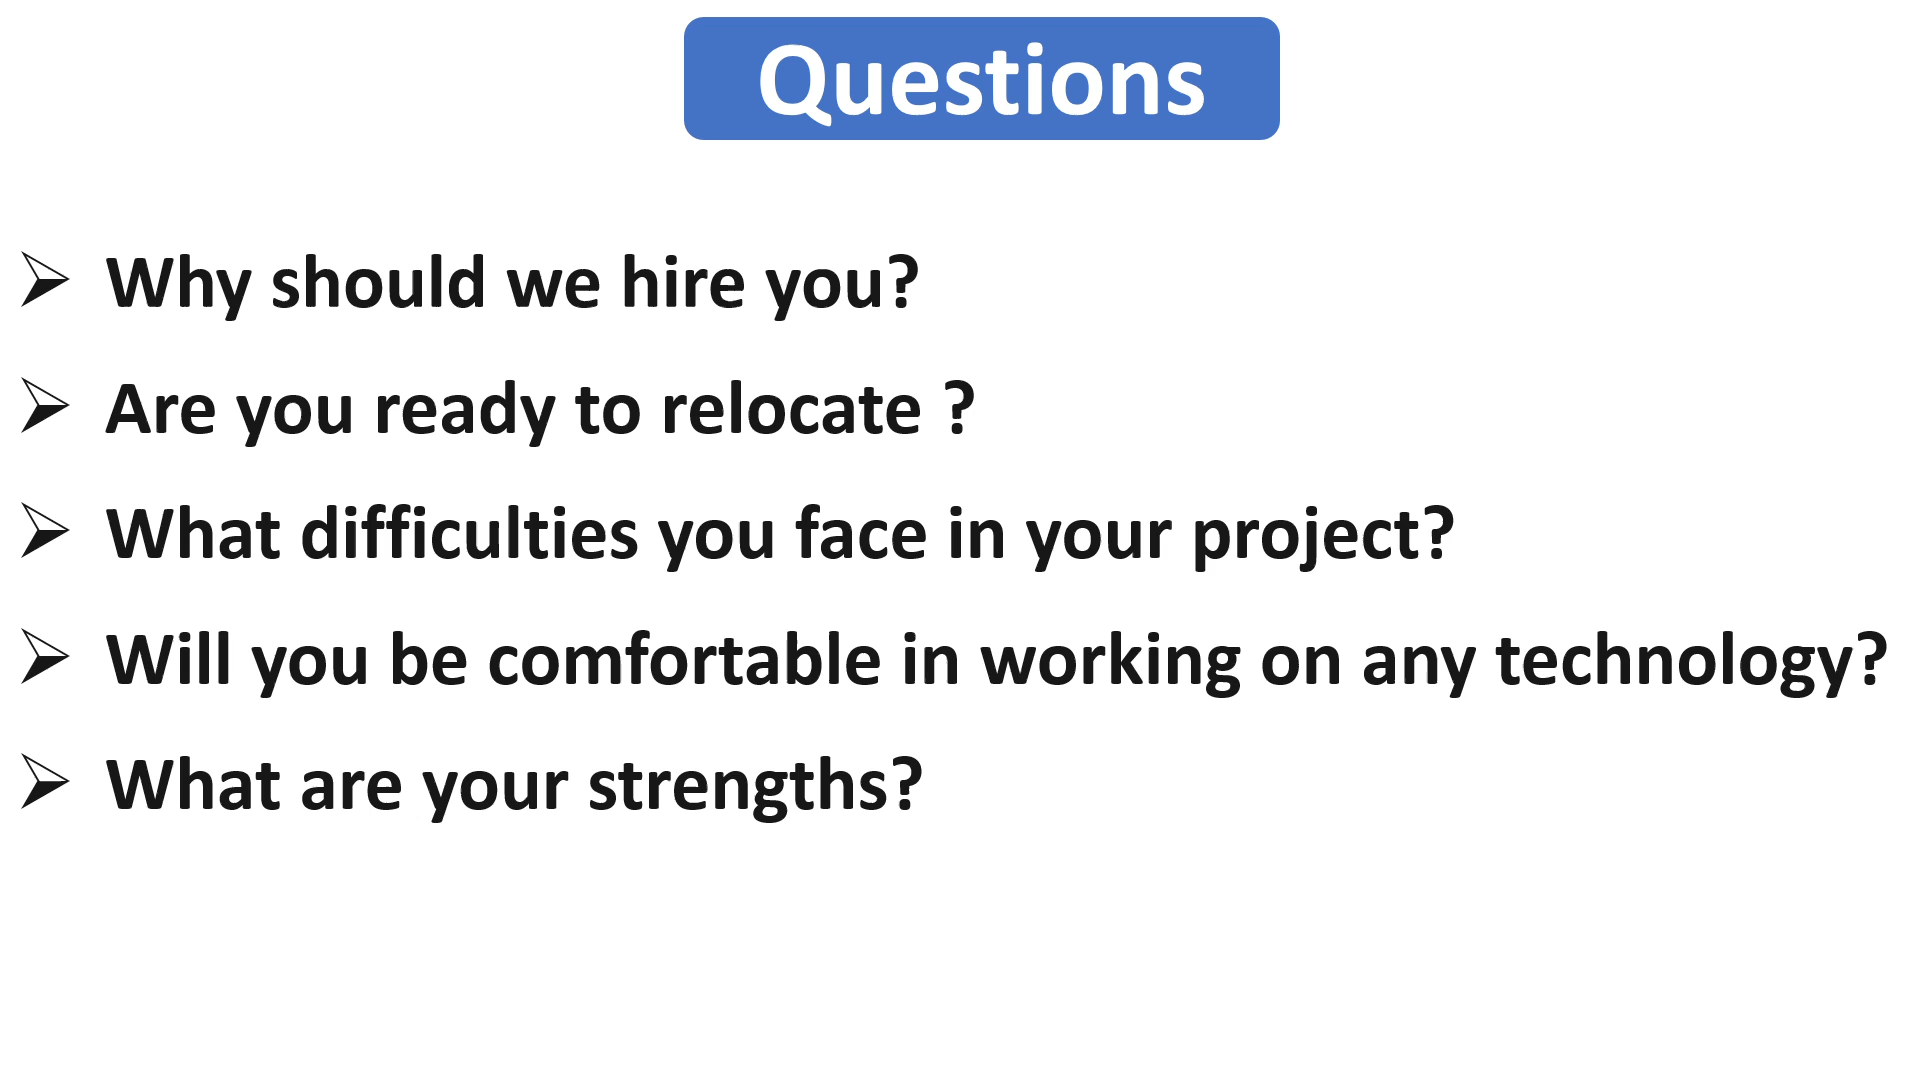 Questions
Why should we hire you?
Are you ready to relocate ?
What difficulties you face in your project?
Will you be comfortable in working on any technology?
What are your strengths?